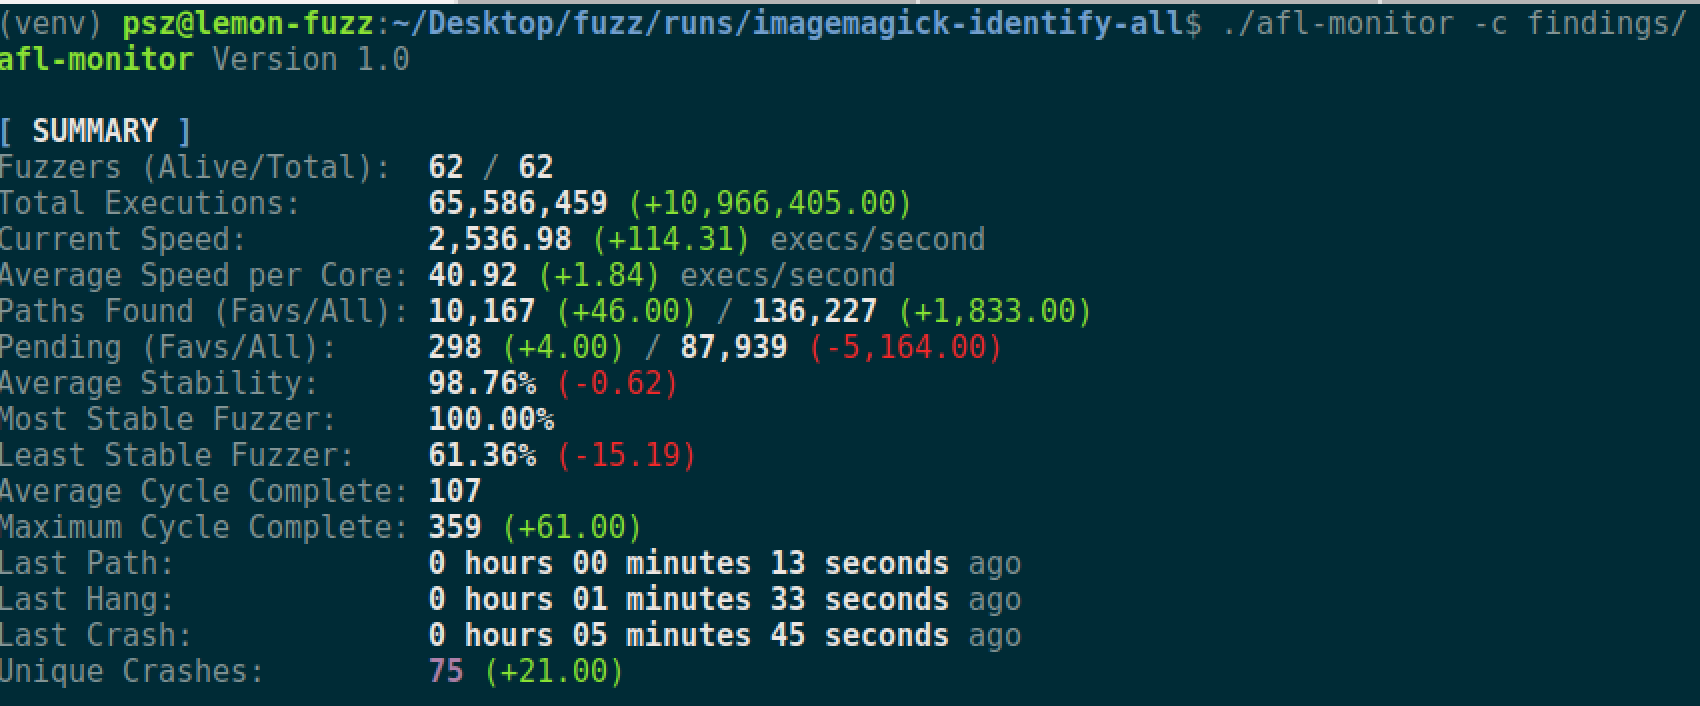 (venv) psz@lemon-fuzz:~/Desktop/fuzz/runs/imagemagick-identify-all$ ./afl-monitor -c findings/
afl-monitor Version 1.0
[ SUMMARY ]
Fuzzers (Alive/Total): 62 / 62
Total Executions: 65,586,459 (+10,966,405.00)
Current Speed: 2,536.98 (+114.31) execs/second
Average Speed per Core: 40.92 (+1.84) execs/second
Paths Found (Favs/All): 10,167 (+46.00) / 136,227 (+1,833.00)
Pending (Favs/All): 298 (+4.00) / 87,939 (-5,164.00)
Average Stability: 98.76% (-0.62)
Most Stable Fuzzer: 100.00%
Least Stable Fuzzer: 61.36% (-15.19)
Average Cycle Complete: 107
Maximum Cycle Complete: 359 (+61.00)
Last Path: 0 hours 00 minutes 13 seconds ago
Last Hang: 0 hours 01 minutes 33 seconds ago
Last Crash: 0 hours 05 minutes 45 seconds ago
Unique Crashes: 75 (+21.00)